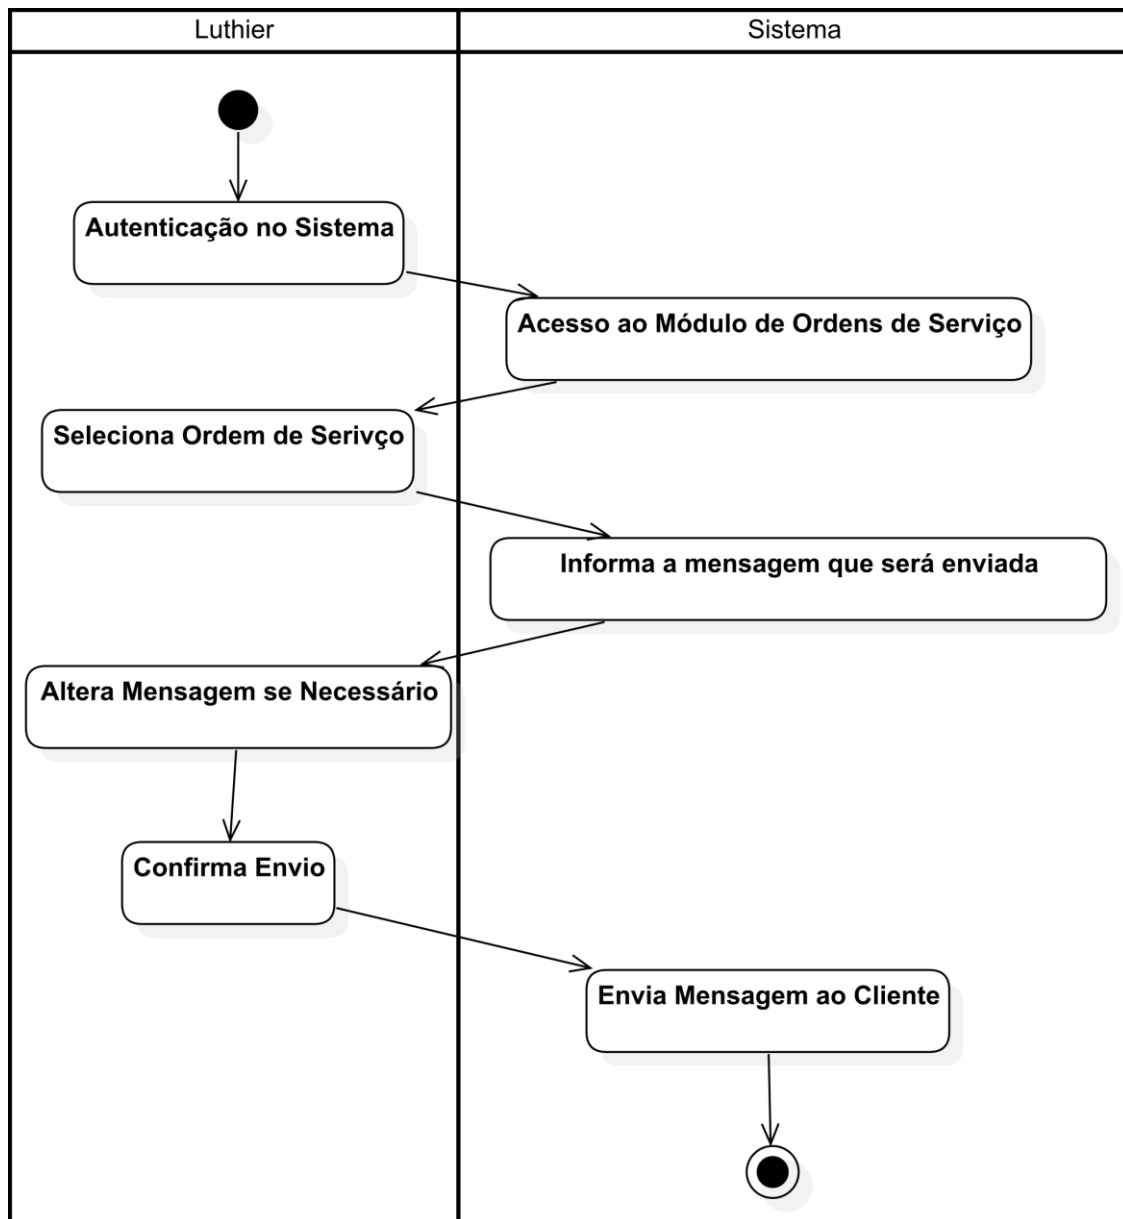 Luthier
Sistema
Autenticação no Sistema
Acesso ao Módulo de Ordens de Serviço
Seleciona Ordem de Serivço
Informa a mensagem que será enviada
Altera Mensagem se Necessário
Confirma Envio
Envia Mensagem ao Cliente